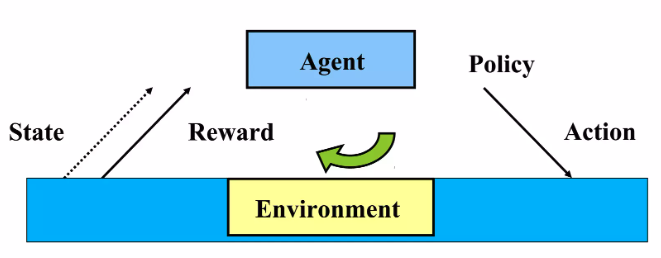 Agent
Policy
State
Reward
Action
Environment